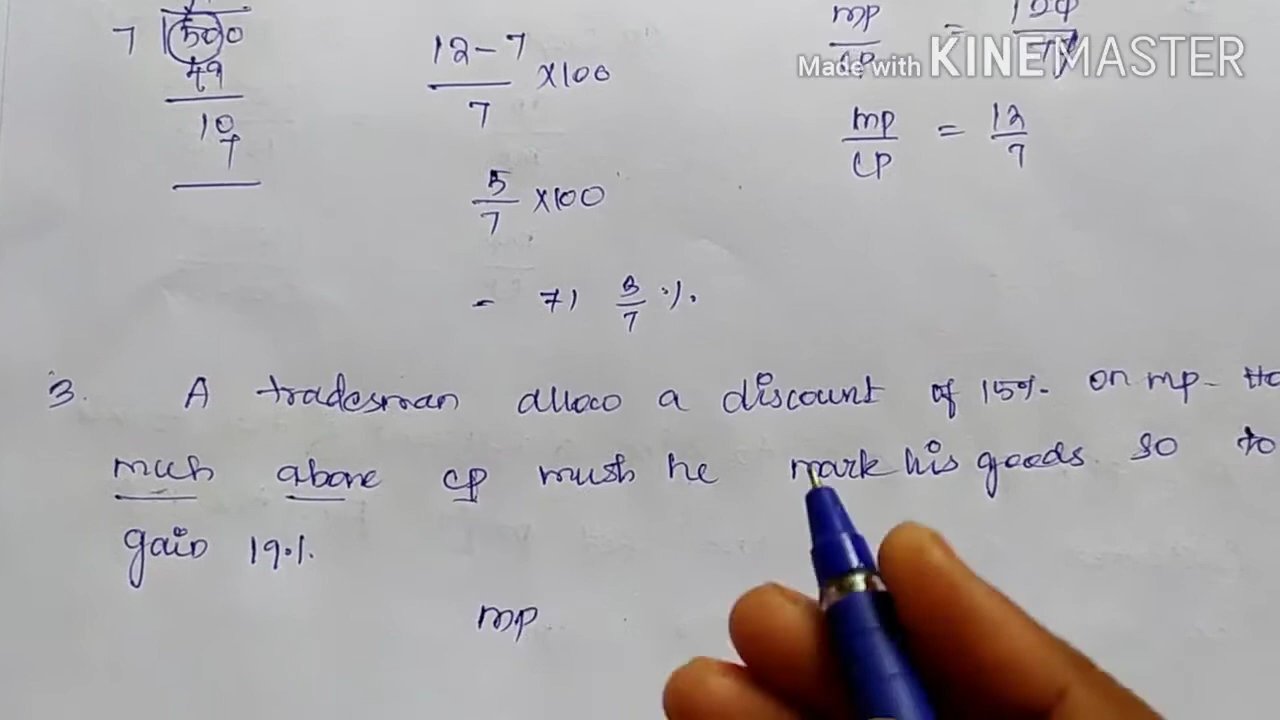 7 500
49
10
7
12-7
7 ×100
5
7 ×100
= 71 3/7 %
mp
CP =
Made with KINEMASTER
mp
CP = 12
7
3. A tradesman allow a discount of 15% on mp-
much above cp must he mark his goods so to
gain 19%
mp